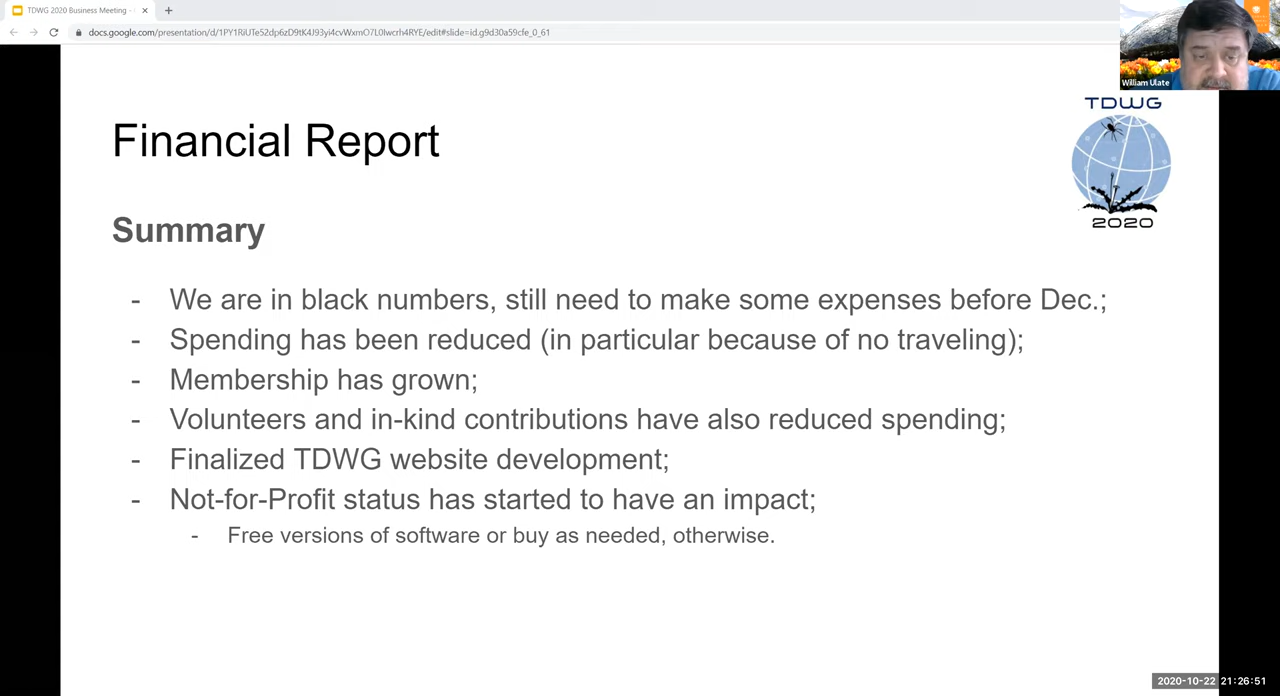 TDWG 2020 Business Meeting -
docs.google.com/presentation/d/1PY1RiUTe52dp6zD9tK4J93yi4cvWxmO7L0Iwcrh4RYE/edit#slide=id.g9d30a59cfe_0_61
William Ulate
TDWG
2020
Financial Report
Summary
- We are in black numbers, still need to make some expenses before Dec.;
- Spending has been reduced (in particular because of no traveling);
- Membership has grown;
- Volunteers and in-kind contributions have also reduced spending;
- Finalized TDWG website development;
- Not-for-Profit status has started to have an impact;
- Free versions of software or buy as needed, otherwise.
2020-10-22 21:26:51